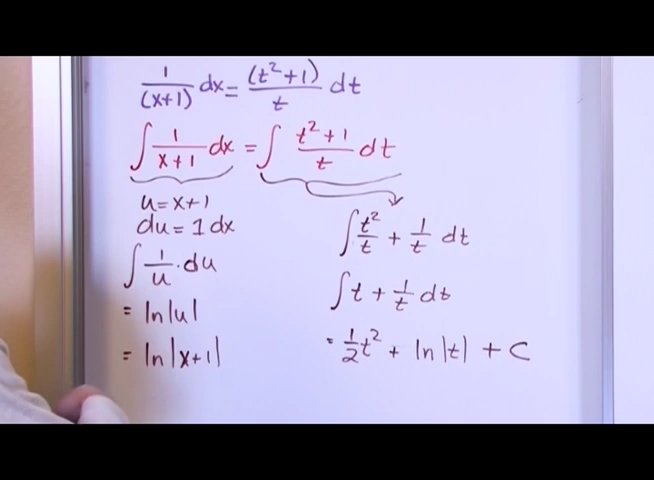 1/(x+1) dx = (t²+1)/t dt
∫ 1/(x+1) dx = ∫ (t²+1)/t dt
u = x+1
du = 1 dx
∫ 1/u · du
= ln|u|
= ln|x+1|
∫ t²/t + 1/t dt
∫ t + 1/t dt
= 1/2 t² + ln|t| + C